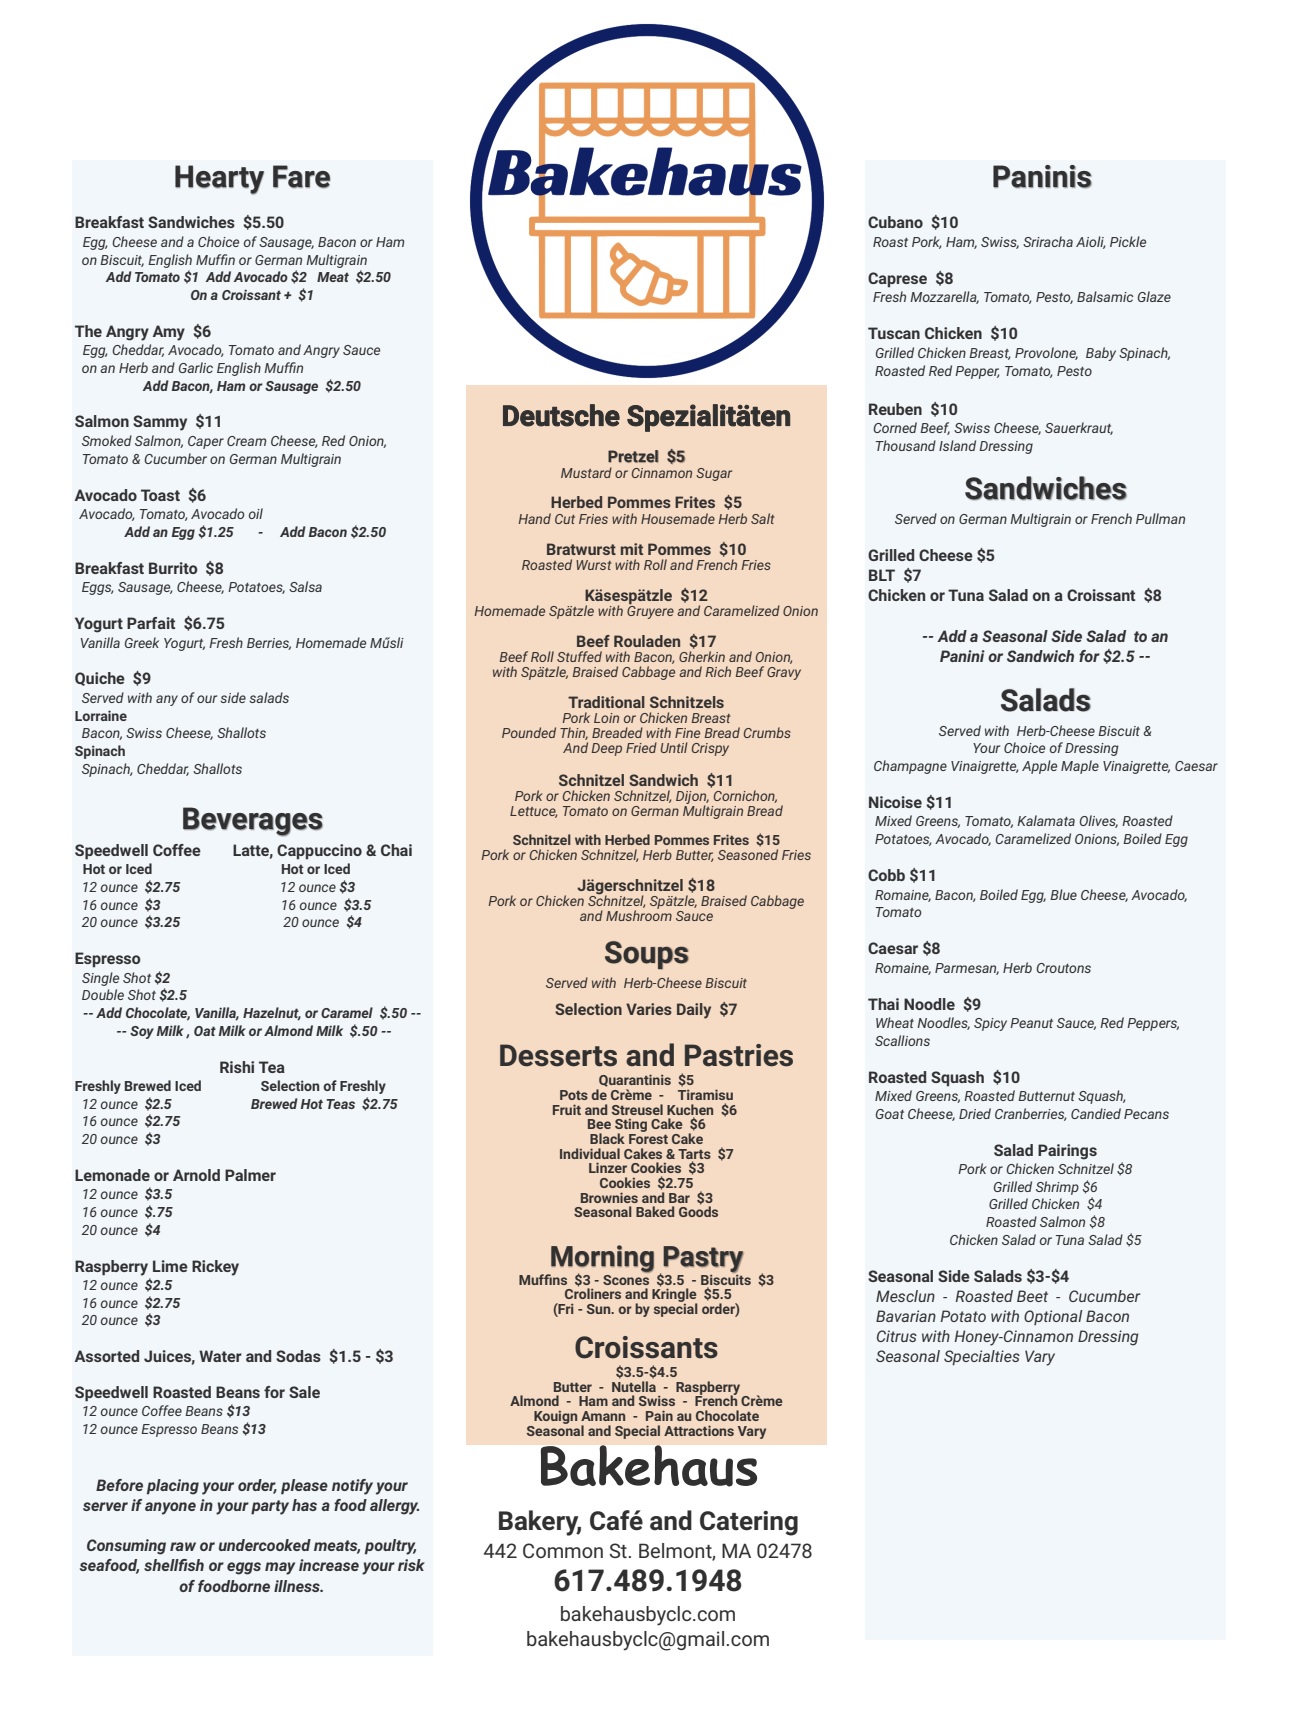 Bakehaus
Hearty Fare
Breakfast Sandwiches $5.50
Egg, Cheese and a Choice of Sausage, Bacon or Ham
on Biscuit, English Muffin or German Multigrain
Add Tomato $1 Add Avocado $2 Meat $2.50
On a Croissant + $1
The Angry Amy $6
Egg, Cheddar, Avocado, Tomato and Angry Sauce
on an Herb and Garlic English Muffin
Add Bacon, Ham or Sausage $2.50
Salmon Sammy $11
Smoked Salmon, Caper Cream Cheese, Red Onion,
Tomato & Cucumber on German Multigrain
Avocado Toast $6
Avocado, Tomato, Avocado oil
Add an Egg $1.25 - Add Bacon $2.50
Breakfast Burrito $8
Eggs, Sausage, Cheese, Potatoes, Salsa
Yogurt Parfait $6.75
Vanilla Greek Yogurt, Fresh Berries, Homemade Műsli
Quiche $9
Served with any of our side salads
Lorraine
Bacon, Swiss Cheese, Shallots
Spinach
Spinach, Cheddar, Shallots
Beverages
Speedwell Coffee Latte, Cappuccino & Chai
Hot or Iced Hot or Iced
12 ounce $2.75 12 ounce $3
16 ounce $3 16 ounce $3.5
20 ounce $3.25 20 ounce $4
Espresso
Single Shot $2
Double Shot $2.5
-- Add Chocolate, Vanilla, Hazelnut, or Caramel $.50 --
-- Soy Milk , Oat Milk or Almond Milk $.50 --
Rishi Tea
Freshly Brewed Iced Selection of Freshly
12 ounce $2.5 Brewed Hot Teas $2.75
16 ounce $2.75
20 ounce $3
Lemonade or Arnold Palmer
12 ounce $3.5
16 ounce $.75
20 ounce $4
Raspberry Lime Rickey
12 ounce $2.5
16 ounce $2.75
20 ounce $3
Assorted Juices, Water and Sodas $1.5 - $3
Speedwell Roasted Beans for Sale
12 ounce Coffee Beans $13
12 ounce Espresso Beans $13
Before placing your order, please notify your
server if anyone in your party has a food allergy.
Consuming raw or undercooked meats, poultry,
seafood, shellfish or eggs may increase your risk
of foodborne illness.
Deutsche Spezialitäten
Pretzel $5
Mustard or Cinnamon Sugar
Herbed Pommes Frites $5
Hand Cut Fries with Housemade Herb Salt
Bratwurst mit Pommes $10
Roasted Wurst with Roll and French Fries
Käsespätzle $12
Homemade Spätzle with Gruyere and Caramelized Onion
Beef Rouladen $17
Beef Roll Stuffed with Bacon, Gherkin and Onion,
with Spätzle, Braised Cabbage and Rich Beef Gravy
Traditional Schnitzels
Pork Loin or Chicken Breast
Pounded Thin, Breaded with Fine Bread Crumbs
And Deep Fried Until Crispy
Schnitzel Sandwich $11
Pork or Chicken Schnitzel, Dijon, Cornichon,
Lettuce, Tomato on German Multigrain Bread
Schnitzel with Herbed Pommes Frites $15
Pork or Chicken Schnitzel, Herb Butter, Seasoned Fries
Jägerschnitzel $18
Pork or Chicken Schnitzel, Spätzle, Braised Cabbage
and Mushroom Sauce
Soups
Served with Herb-Cheese Biscuit
Selection Varies Daily $7
Desserts and Pastries
Quarantinis $5
Pots de Crème - Tiramisu
Fruit and Streusel Kuchen $6
Bee Sting Cake $6
Black Forest Cake
Individual Cakes & Tarts $7
Linzer Cookies $3
Cookies $2.75
Brownies and Bar $3
Seasonal Baked Goods
Morning Pastry
Muffins $3 - Scones $3.5 - Biscuits $3
Croliners and Kringle $5.5
(Fri - Sun. or by special order)
Croissants
$3.5-$4.5
Butter - Nutella - Raspberry
Almond - Ham and Swiss - French Crème
Kouign Amann - Pain au Chocolate
Seasonal and Special Attractions Vary
Bakehaus
Bakery, Café and Catering
442 Common St. Belmont, MA 02478
617.489.1948
bakehausbyclc.com
bakehausbyclc@gmail.com
Paninis
Cubano $10
Roast Pork, Ham, Swiss, Sriracha Aioli, Pickle
Caprese $8
Fresh Mozzarella, Tomato, Pesto, Balsamic Glaze
Tuscan Chicken $10
Grilled Chicken Breast, Provolone, Baby Spinach,
Roasted Red Pepper, Tomato, Pesto
Reuben $10
Corned Beef, Swiss Cheese, Sauerkraut,
Thousand Island Dressing
Sandwiches
Served on German Multigrain or French Pullman
Grilled Cheese $5
BLT $7
Chicken or Tuna Salad on a Croissant $8
-- Add a Seasonal Side Salad to an
Panini or Sandwich for $2.5 --
Salads
Served with Herb-Cheese Biscuit &
Your Choice of Dressing
Champagne Vinaigrette, Apple Maple Vinaigrette, Caesar
Nicoise $11
Mixed Greens, Tomato, Kalamata Olives, Roasted
Potatoes, Avocado, Caramelized Onions, Boiled Egg
Cobb $11
Romaine, Bacon, Boiled Egg, Blue Cheese, Avocado,
Tomato
Caesar $8
Romaine, Parmesan, Herb Croutons
Thai Noodle $9
Wheat Noodles, Spicy Peanut Sauce, Red Peppers,
Scallions
Roasted Squash $10
Mixed Greens, Roasted Butternut Squash,
Goat Cheese, Dried Cranberries, Candied Pecans
Salad Pairings
Pork or Chicken Schnitzel $8
Grilled Shrimp $6
Grilled Chicken $4
Roasted Salmon $8
Chicken Salad or Tuna Salad $5
Seasonal Side Salads $3-$4
Mesclun - Roasted Beet - Cucumber
Bavarian Potato with Optional Bacon
Citrus with Honey-Cinnamon Dressing
Seasonal Specialties Vary